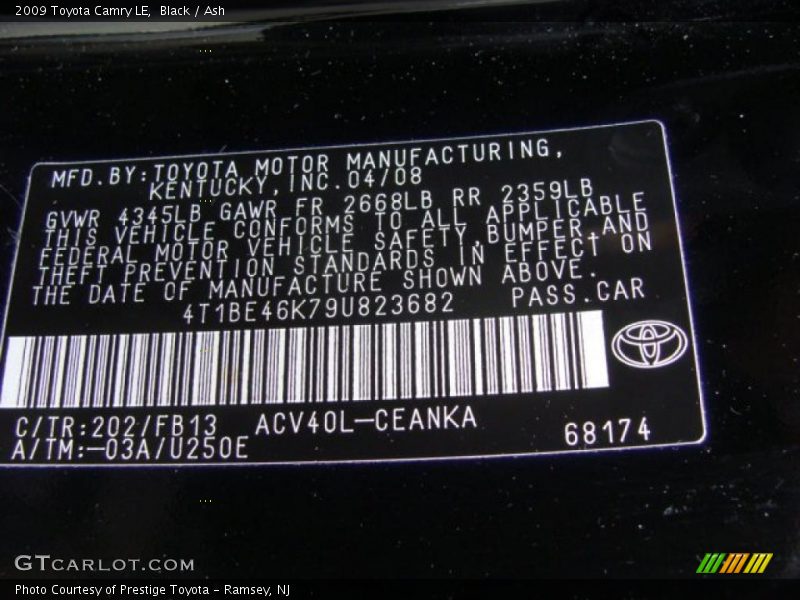 2009 Toyota Camry LE,  Black / Ash
MFD.BY:TOYOTA MOTOR MANUFACTURING,
KENTUCKY,INC.04/08
GVWR 4345LB GAWR FR 2668LB RR 2359LB
THIS VEHICLE CONFORMS TO ALL APPLICABLE
FEDERAL MOTOR VEHICLE SAFETY,BUMPER,AND
THEFT PREVENTION STANDARDS IN EFFECT ON
THE DATE OF MANUFACTURE SHOWN ABOVE.
4T1BE46K79U823682 PASS.CAR
C/TR:202/FB13 ACV40L-CEANKA
A/TM:-03A/U250E 68174
GTCARLOT.COM
Photo Courtesy of Prestige Toyota - Ramsey, NJ